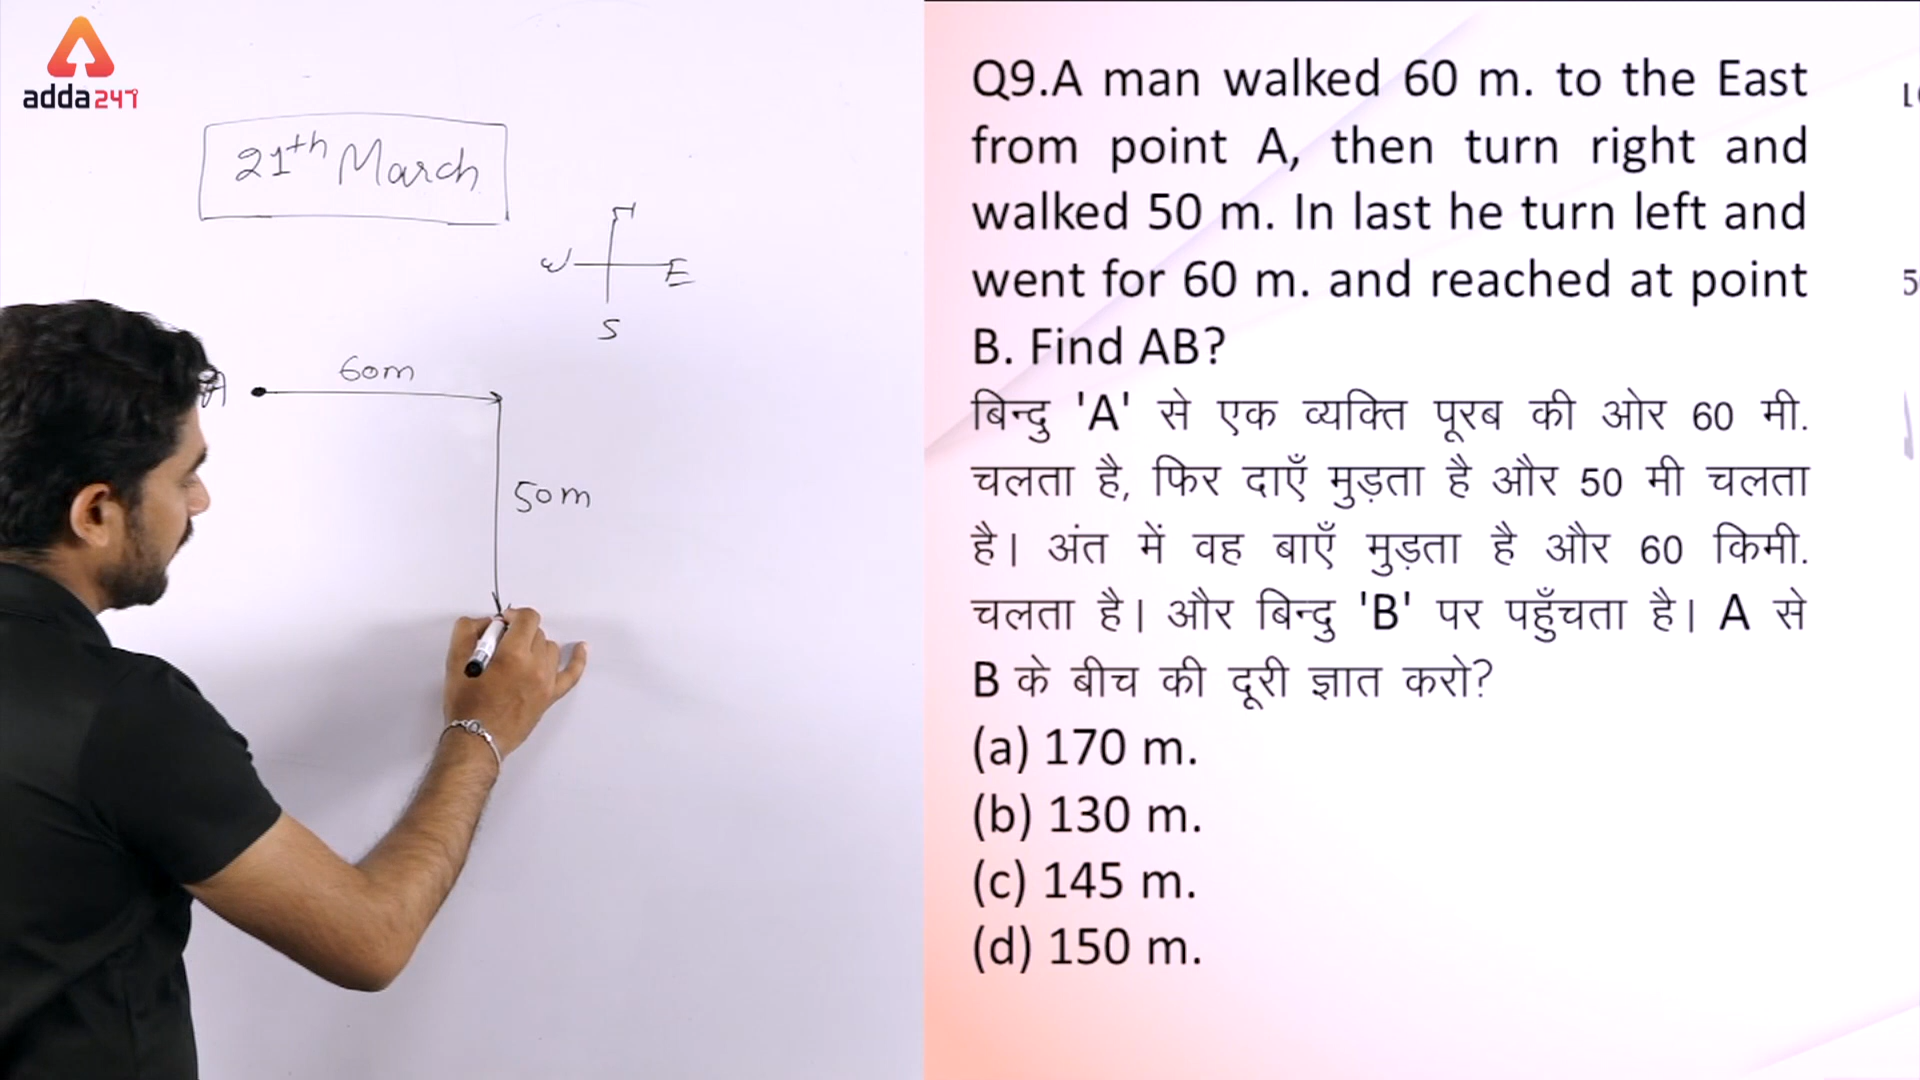 adda247
21th March
W E
S
A
60m
50m
Q9.A man walked 60 m. to the East
from point A, then turn right and
walked 50 m. In last he turn left and
went for 60 m. and reached at point
B. Find AB?
बिन्दु 'A' से एक व्यक्ति पूरब की ओर 60 मी.
चलता है, फिर दाएँ मुड़ता है और 50 मी चलता
है। अंत में वह बाएँ मुड़ता है और 60 किमी.
चलता है। और बिन्दु 'B' पर पहुँचता है। A से
B के बीच की दूरी ज्ञात करो?
(a) 170 m.
(b) 130 m.
(c) 145 m.
(d) 150 m.